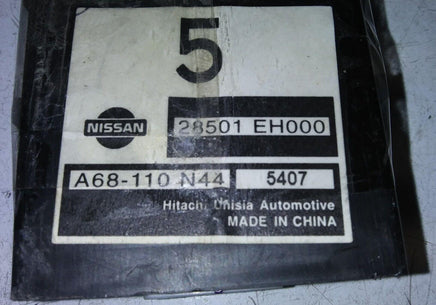 5
NISSAN
28501 EH000
A68-110 N44 5407
Hitachi Unisia Automotive
MADE IN CHINA